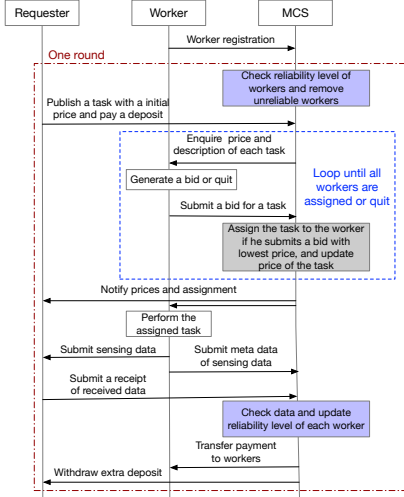 Requester
Worker
MCS
Worker registration
One round
Check reliability level of
workers and remove
unreliable workers
Publish a task with a initial
price and pay a deposit
Enquire price and
description of each task
Loop until all
workers are
assigned or quit
Generate a bid or quit
Submit a bid for a task
Assign the task to the worker
if he submits a bid with
lowest price, and update
price of the task
Notify prices and assignment
Perform the
assigned task
Submit sensing data
Submit meta data
of sensing data
Submit a receipt
of received data
Check data and update
reliability level of each worker
Transfer payment
to workers
Withdraw extra deposit